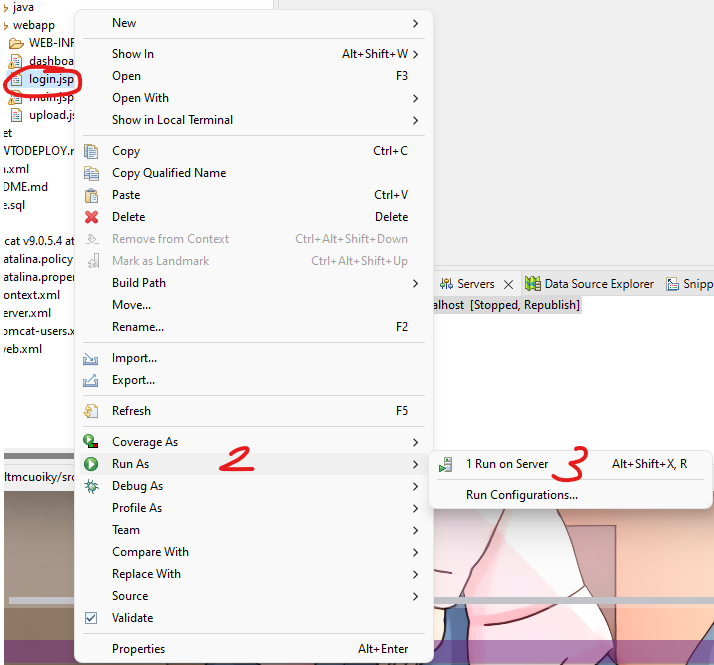 java
webapp
WEB-INF
dashboa
login.jsp
main.jsp
upload.js
et
WTODEPLOY.r
.xml
DME.md
e.sql
cat v9.0.5.4 at
atalina.policy
atalina.proper
ontext.xml
erver.xml
omcat-users.x
veb.xml
New
Show In Alt+Shift+W
Open F3
Open With
Show in Local Terminal
Copy Ctrl+C
Copy Qualified Name
Paste Ctrl+V
Delete Delete
Remove from Context Ctrl+Alt+Shift+Down
Mark as Landmark Ctrl+Alt+Shift+Up
Build Path
Move...
Rename... F2
Import...
Export...
Refresh F5
Coverage As
Run As 2
Debug As
Profile As
Team
Compare With
Replace With
Source
Validate
Properties Alt+Enter
Servers Data Source Explorer Snipp
alhost [Stopped, Republish]
ltmcuoiky/src
1 Run on Server 3 Alt+Shift+X, R
Run Configurations...